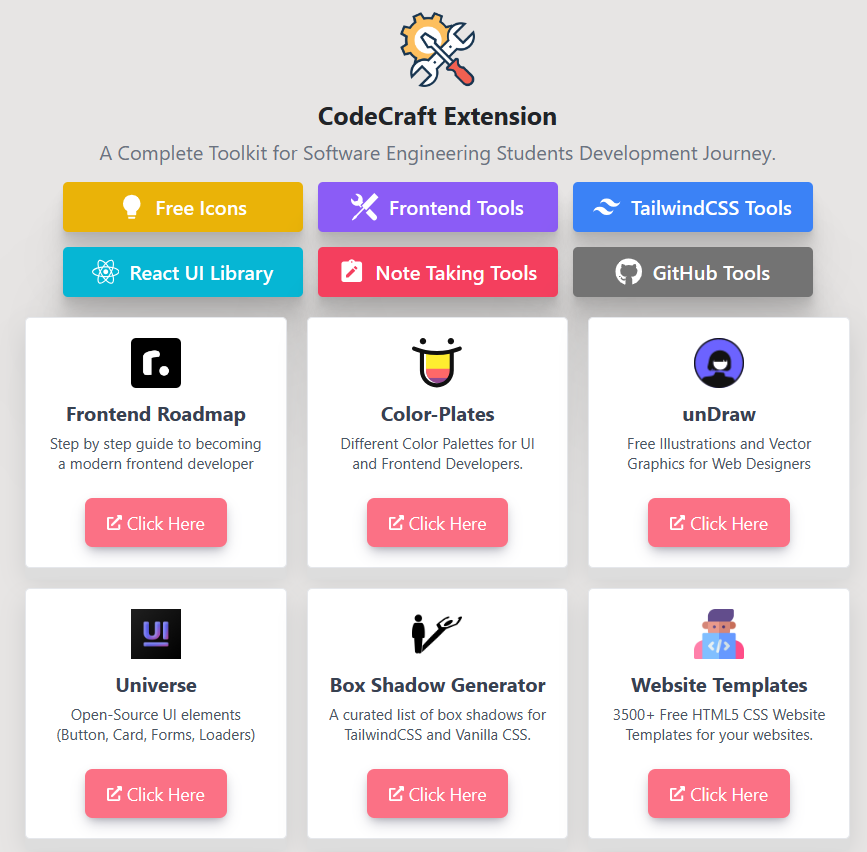 CodeCraft Extension
A Complete Toolkit for Software Engineering Students Development Journey.
Free Icons
Frontend Tools
TailwindCSS Tools
React UI Library
Note Taking Tools
GitHub Tools
r.
Frontend Roadmap
Step by step guide to becoming
a modern frontend developer
Click Here
Color-Plates
Different Color Palettes for UI
and Frontend Developers.
Click Here
unDraw
Free Illustrations and Vector
Graphics for Web Designers
Click Here
UI
Universe
Open-Source UI elements
(Button, Card, Forms, Loaders)
Click Here
Box Shadow Generator
A curated list of box shadows for
TailwindCSS and Vanilla CSS.
Click Here
</>
Website Templates
3500+ Free HTML5 CSS Website
Templates for your websites.
Click Here